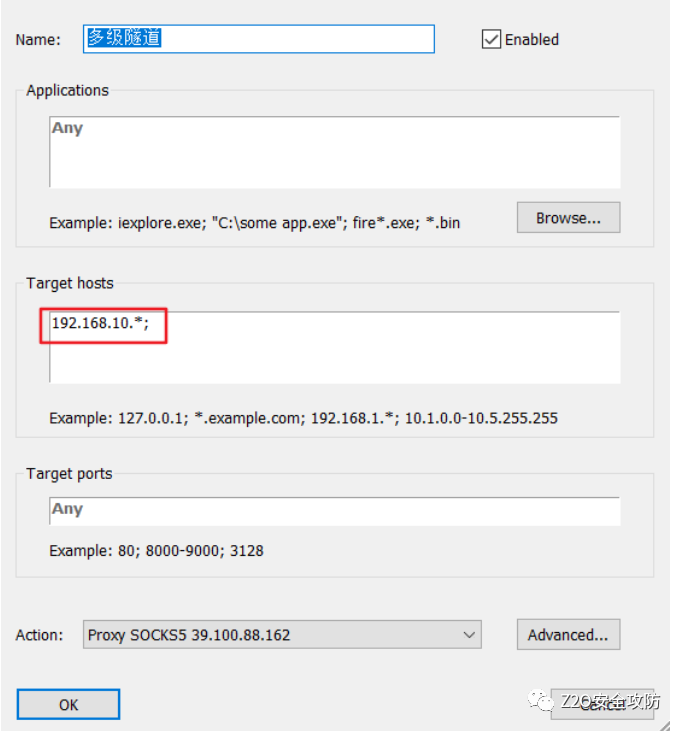 Name: 多级隧道 Enabled
Applications
Any
Example: iexplore.exe; "C:\some app.exe"; fire*.exe; *.bin Browse...
Target hosts
192.168.10.*;
Example: 127.0.0.1; *.example.com; 192.168.1.*; 10.1.0.0-10.5.255.255
Target ports
Any
Example: 80; 8000-9000; 3128
Action: Proxy SOCKS5 39.100.88.162 Advanced...
OK Cancel
Z2O安全攻防